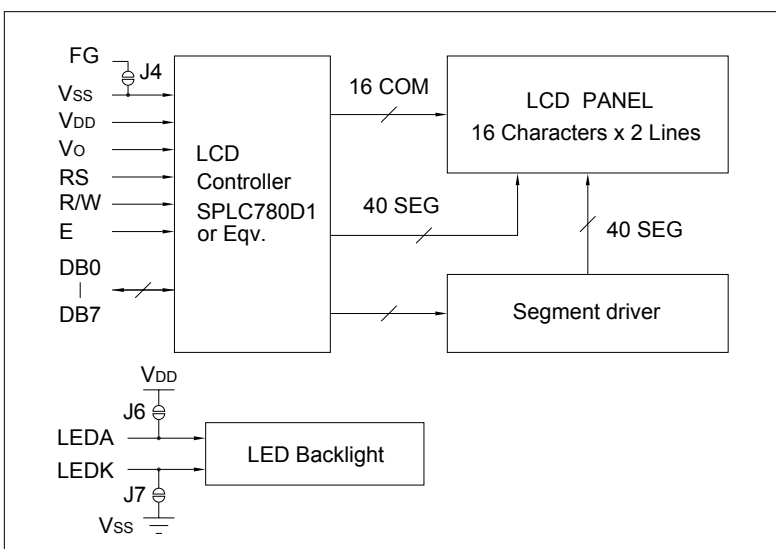 FG
J4
VSS
VDD
VO
RS
R/W
E
DB0
|
DB7
LCD
Controller
SPLC780D1
or Eqv.
16 COM
40 SEG
LCD PANEL
16 Characters x 2 Lines
40 SEG
Segment driver
VDD
J6
LEDA
LEDK
J7
VSS
LED Backlight